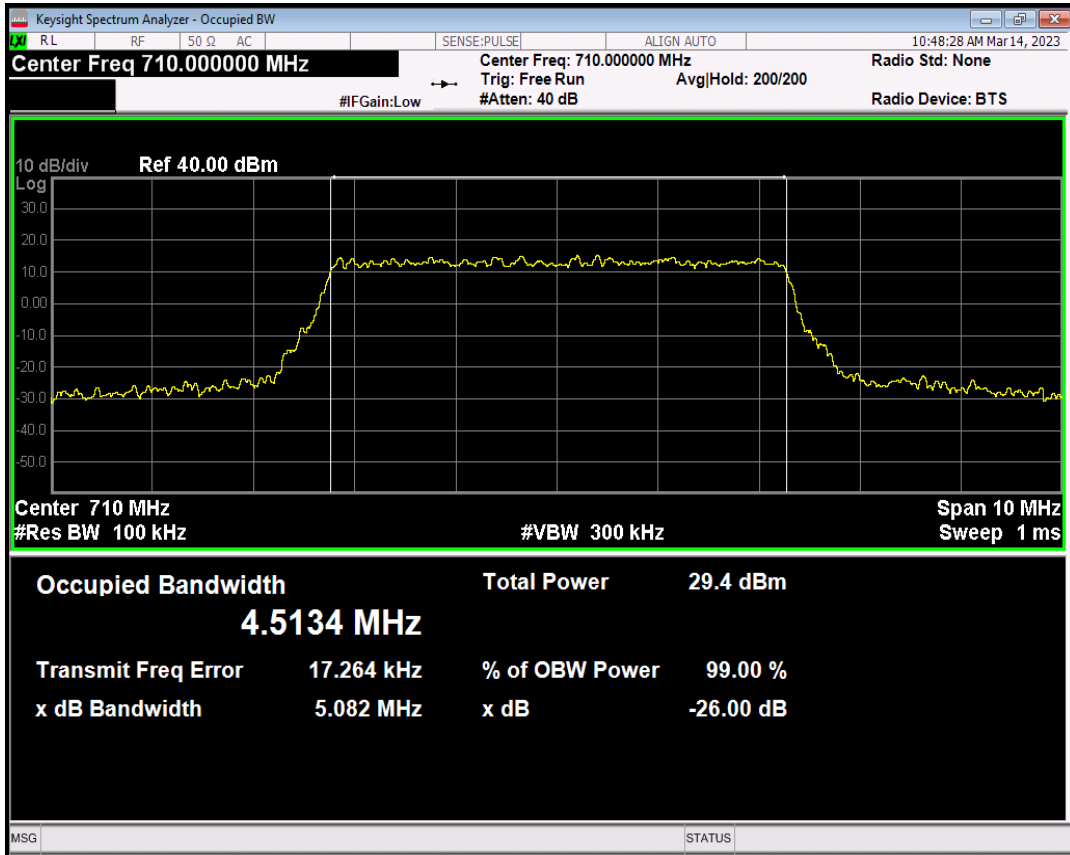 Keysight Spectrum Analyzer - Occupied BW
LXI RL RF 50 Ω AC SENSE:PULSE ALIGN AUTO 10:48:28 AM Mar 14, 2023
Center Freq 710.000000 MHz
Center Freq: 710.000000 MHz
Radio Std: None
Trig: Free Run Avg|Hold: 200/200
#IFGain:Low #Atten: 40 dB Radio Device: BTS
10 dB/div Ref 40.00 dBm
Log
30.0
20.0
10.0
0.00
-10.0
-20.0
-30.0
-40.0
-50.0
Center 710 MHz Span 10 MHz
#Res BW 100 kHz #VBW 300 kHz Sweep 1 ms
Occupied Bandwidth Total Power 29.4 dBm
4.5134 MHz
Transmit Freq Error 17.264 kHz % of OBW Power 99.00 %
x dB Bandwidth 5.082 MHz x dB -26.00 dB
MSG STATUS